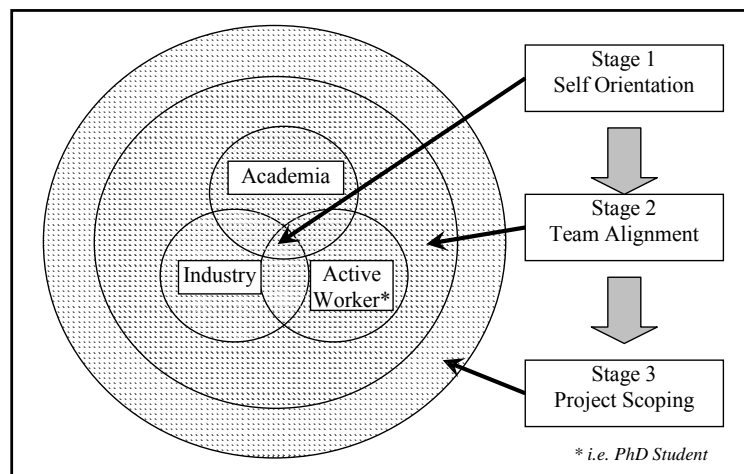 Stage 1
Self Orientation
Academia
Stage 2
Team Alignment
Industry
Active
Worker*
Stage 3
Project Scoping
* i.e. PhD Student